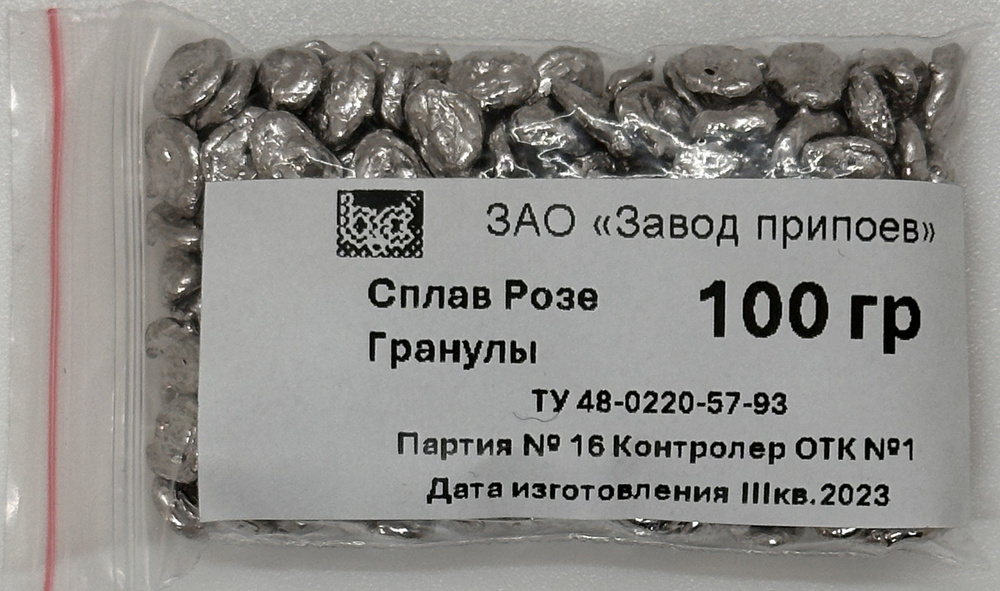 ЗАО «Завод припоев»
Сплав Розе
100 гр
Гранулы
ТУ 48-0220-57-93
Партия № 16 Контролер ОТК №1
Дата изготовления IIIкв.2023